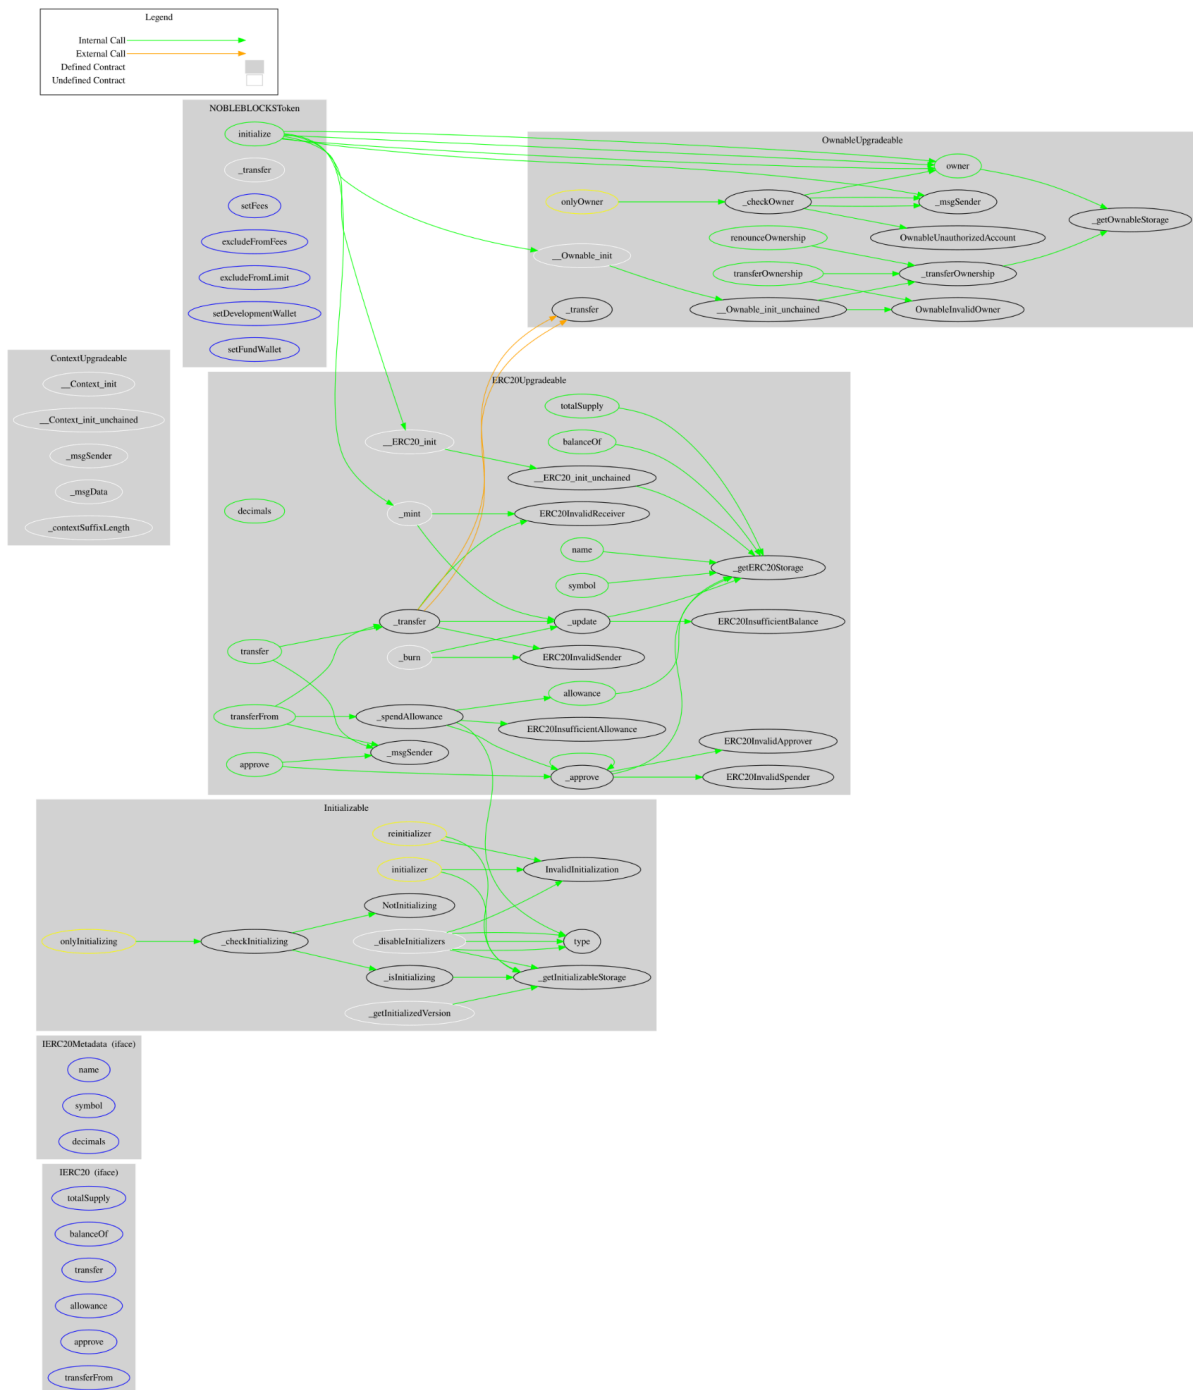 Legend
Internal Call
External Call
Defined Contract
Undefined Contract
NOBLEBLOCKSToken
initialize
_transfer
setFees
excludeFromFees
excludeFromLimit
setDevelopmentWallet
setFundWallet
OwnableUpgradeable
owner
onlyOwner
_checkOwner
_msgSender
_getOwnableStorage
renounceOwnership
OwnableUnauthorizedAccount
__Ownable_init
transferOwnership
_transferOwnership
_transfer
__Ownable_init_unchained
OwnableInvalidOwner
ContextUpgradeable
__Context_init
__Context_init_unchained
_msgSender
_msgData
_contextSuffixLength
ERC20Upgradeable
totalSupply
__ERC20_init
balanceOf
__ERC20_init_unchained
decimals
_mint
ERC20InvalidReceiver
name
_getERC20Storage
symbol
_transfer
_update
ERC20InsufficientBalance
transfer
_burn
ERC20InvalidSender
allowance
transferFrom
_spendAllowance
ERC20InsufficientAllowance
ERC20InvalidApprover
_msgSender
approve
_approve
ERC20InvalidSpender
Initializable
reinitializer
initializer
InvalidInitialization
NotInitializing
onlyInitializing
_checkInitializing
_disableInitializers
type
_isInitializing
_getInitializableStorage
_getInitializedVersion
IERC20Metadata (iface)
name
symbol
decimals
IERC20 (iface)
totalSupply
balanceOf
transfer
allowance
approve
transferFrom